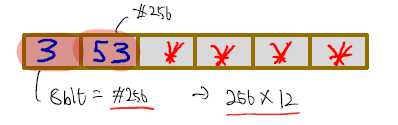 #256
3 53 * * * *
8bit = #256 → 256 x 12